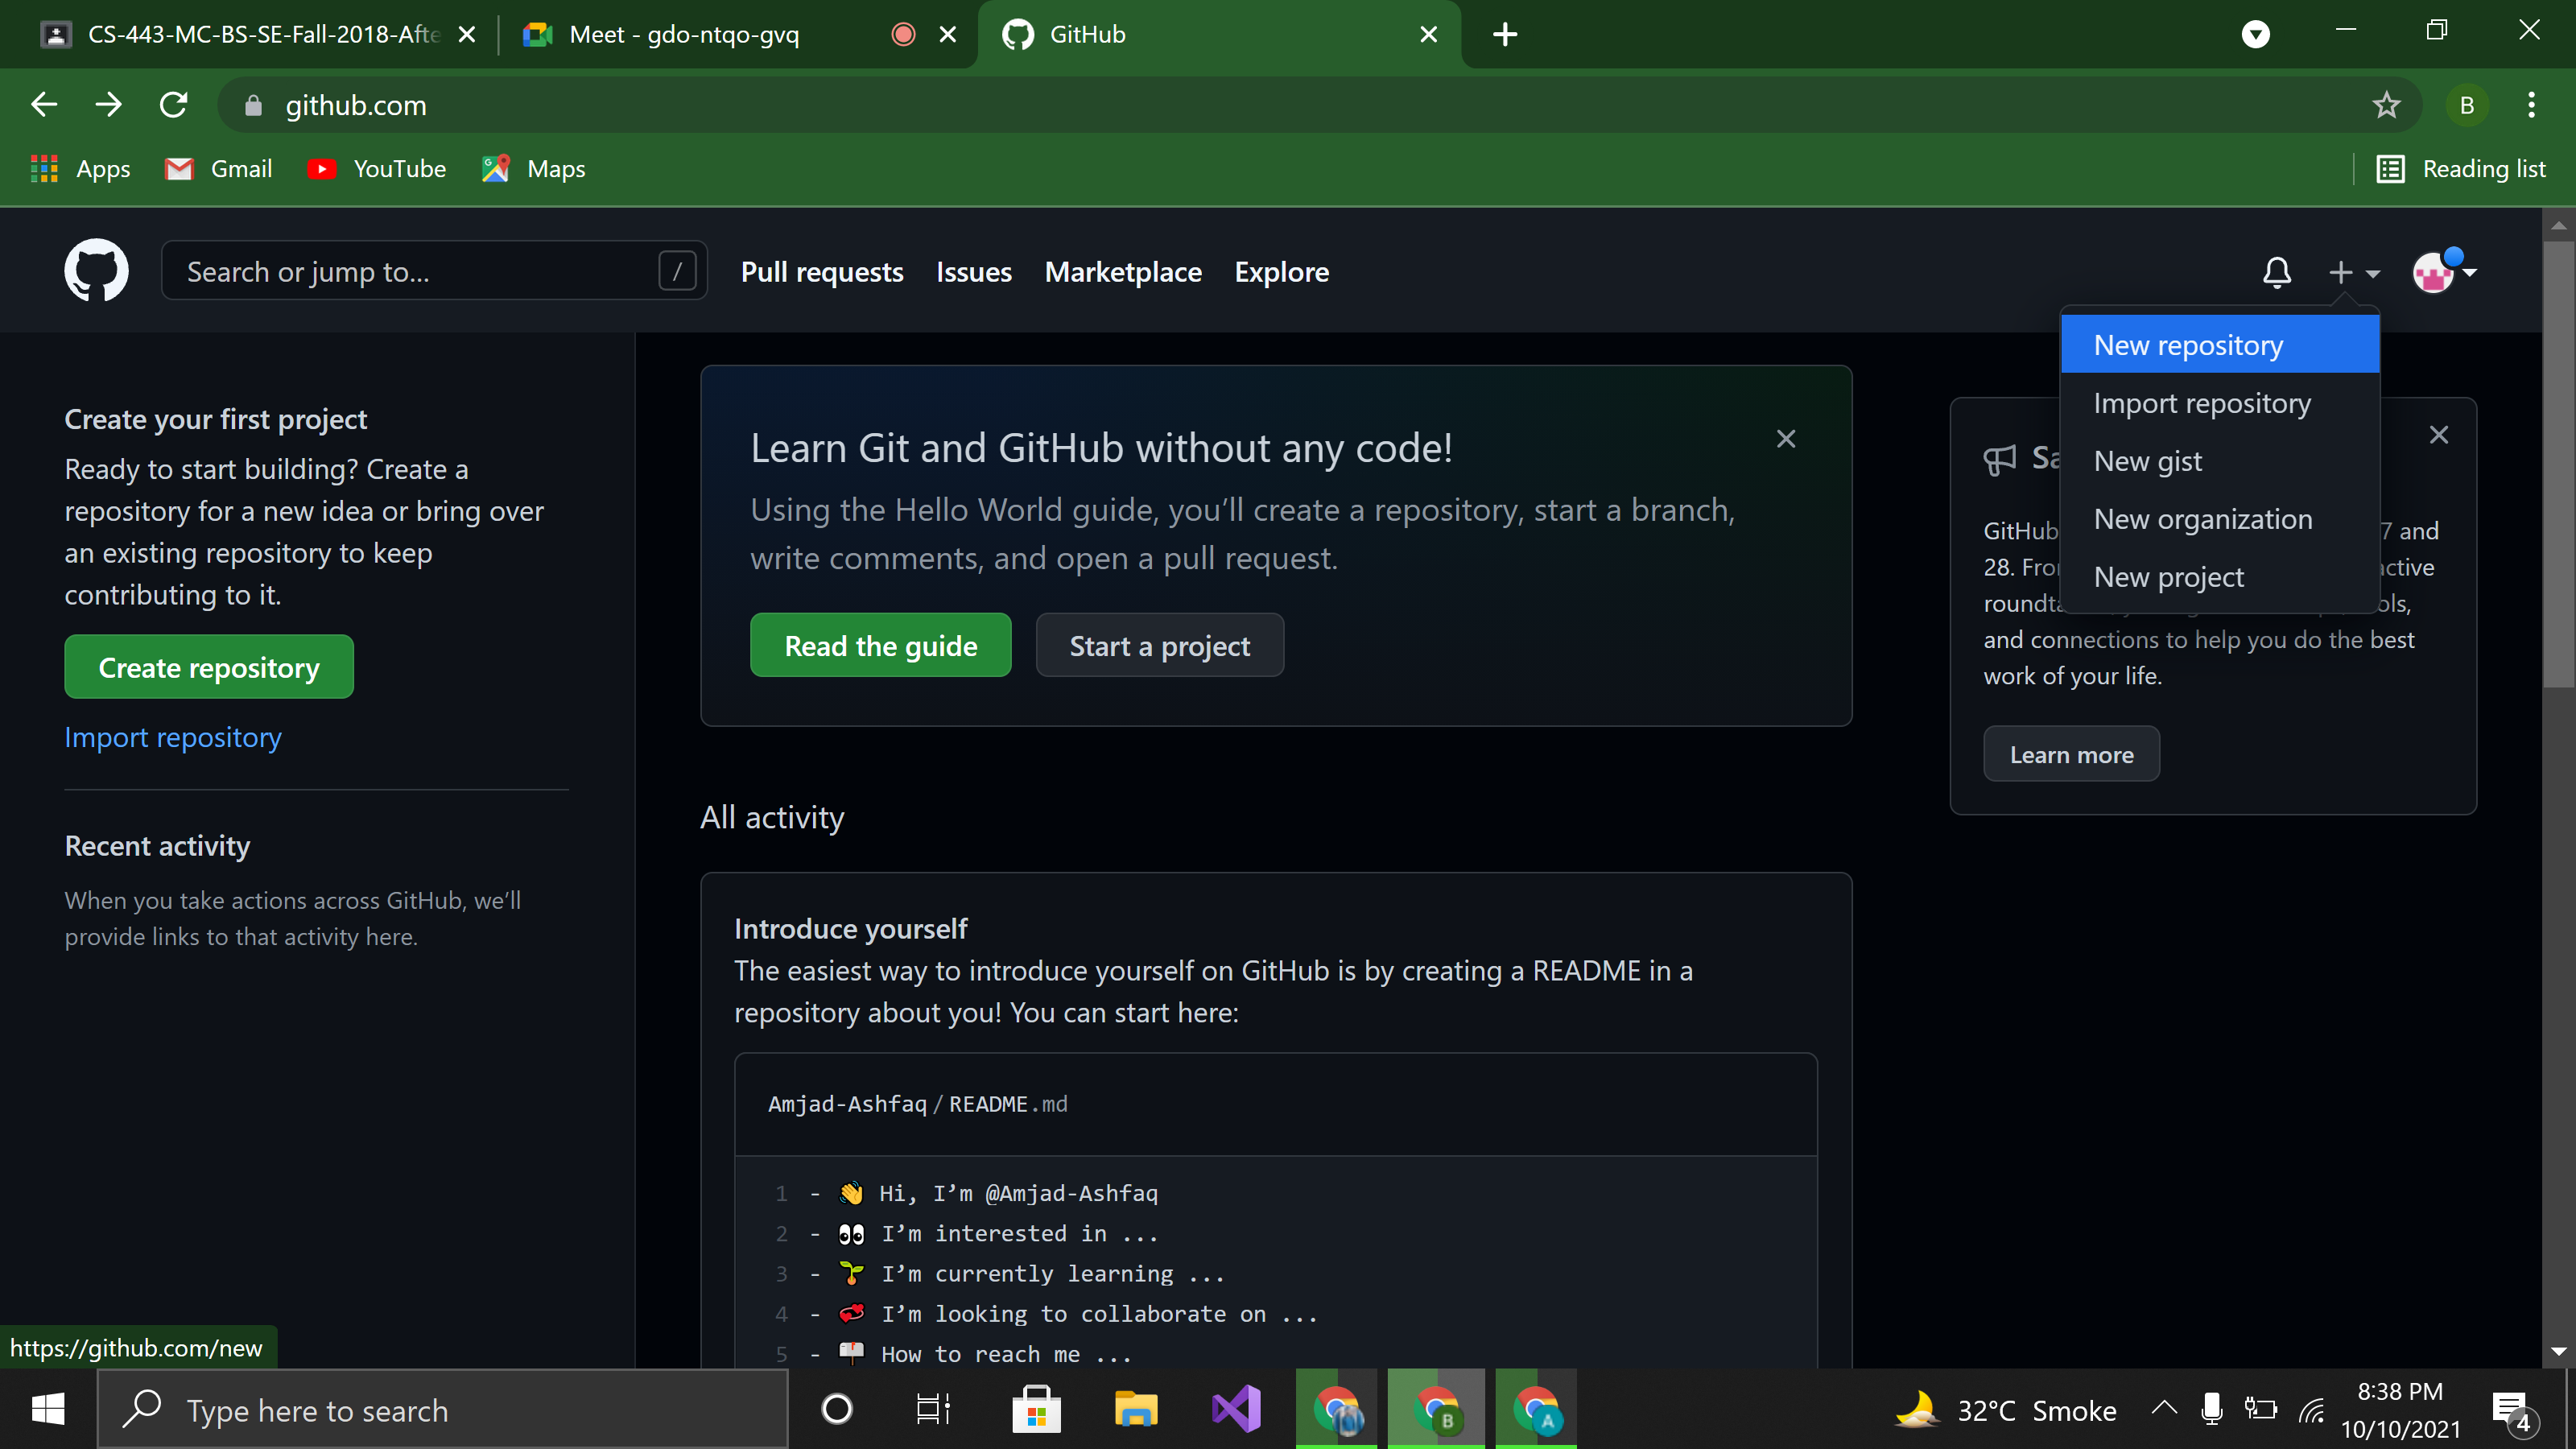 CS-443-MC-BS-SE-Fall-2018-Afte
Meet - gdo-ntqo-gvq
GitHub
github.com
B
Apps
Gmail
YouTube
Maps
Reading list
Search or jump to...
/
Pull requests
Issues
Marketplace
Explore
New repository
Import repository
New gist
New organization
New project
Create your first project
Ready to start building? Create a
repository for a new idea or bring over
an existing repository to keep
contributing to it.
Create repository
Import repository
Recent activity
When you take actions across GitHub, we’ll
provide links to that activity here.
Learn Git and GitHub without any code!
Using the Hello World guide, you’ll create a repository, start a branch,
write comments, and open a pull request.
Read the guide
Start a project
All activity
Introduce yourself
The easiest way to introduce yourself on GitHub is by creating a README in a
repository about you! You can start here:
Amjad-Ashfaq / README.md
1 - 👋 Hi, I’m @Amjad-Ashfaq
2 - 👀 I’m interested in ...
3 - 🌱 I’m currently learning ...
4 - 💞️ I’m looking to collaborate on ...
5 - 📫 How to reach me ...
GitHub 7 and
28. active
and connections to help you do the best
work of your life.
Learn more
https://github.com/new
Type here to search
B
A
32°C Smoke
8:38 PM
10/10/2021
4